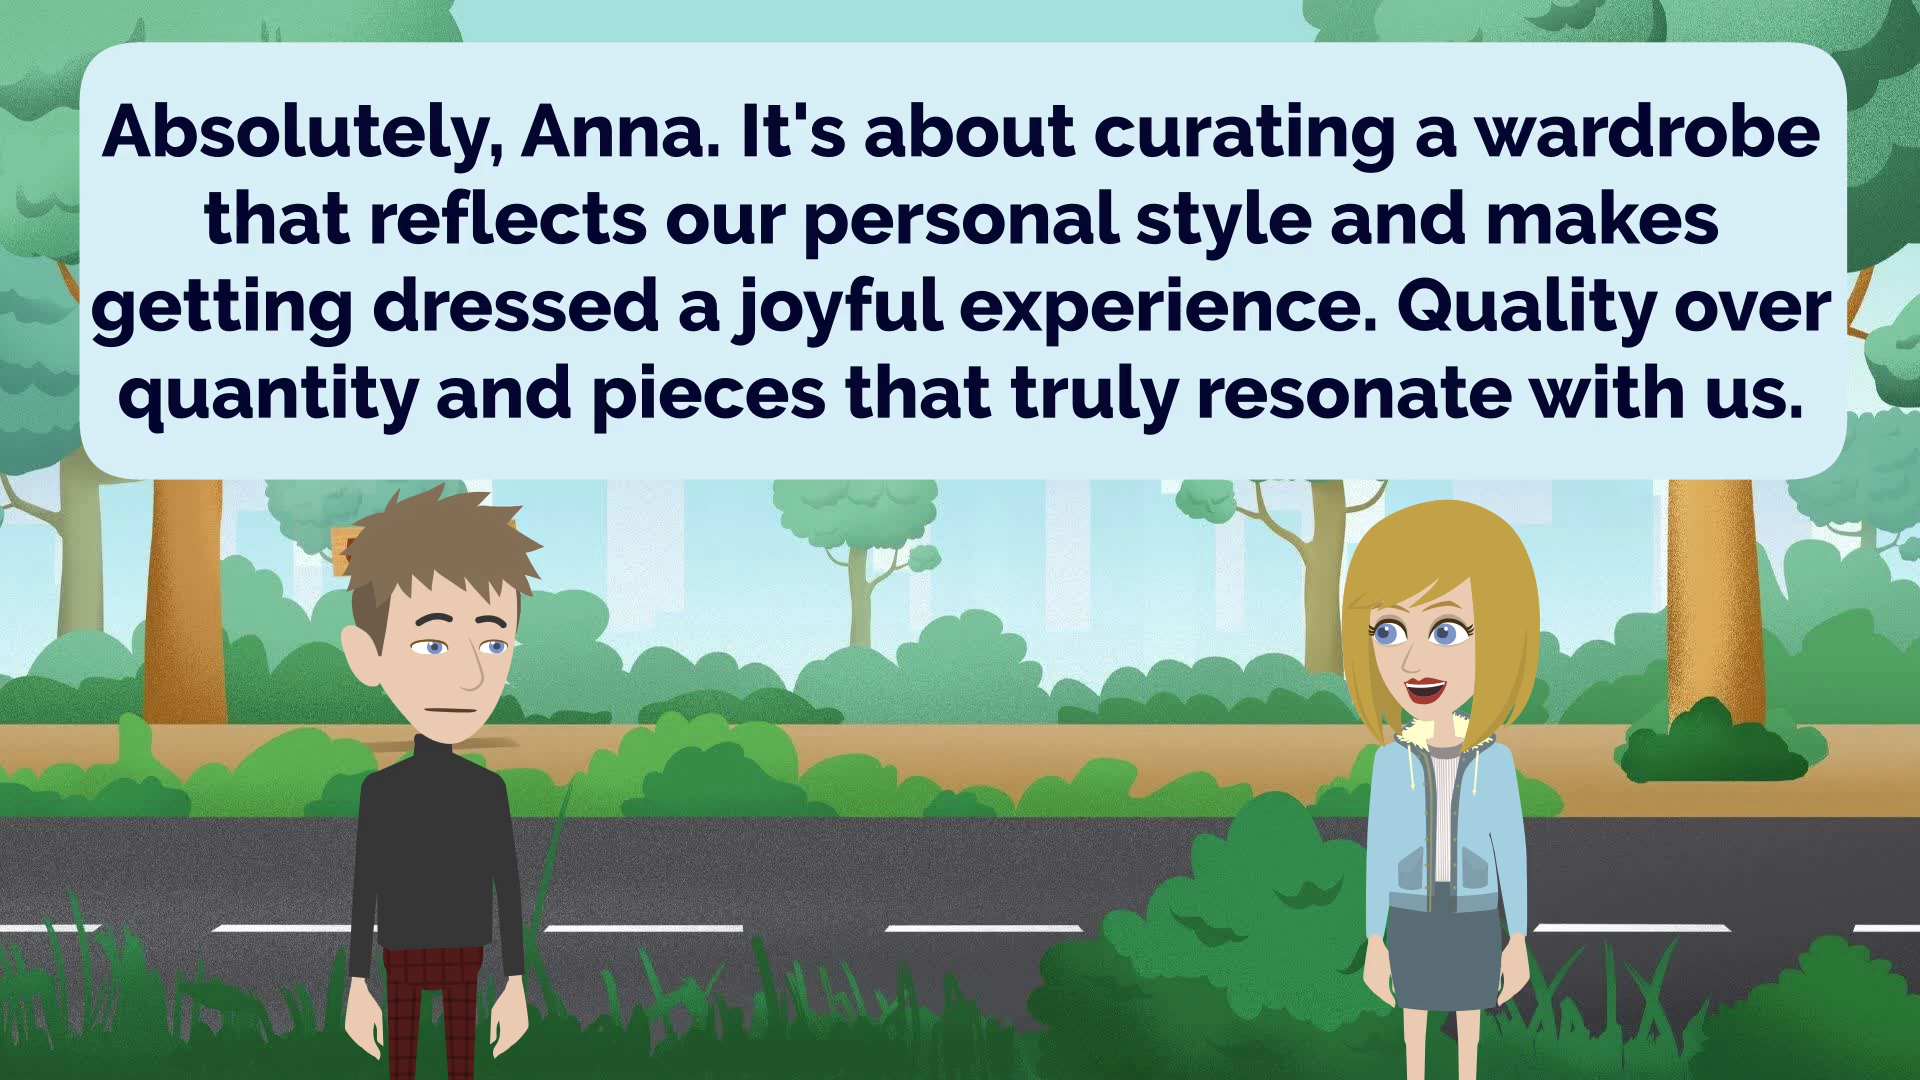 Absolutely, Anna. It's about curating a wardrobe
that reflects our personal style and makes
getting dressed a joyful experience. Quality over
quantity and pieces that truly resonate with us.